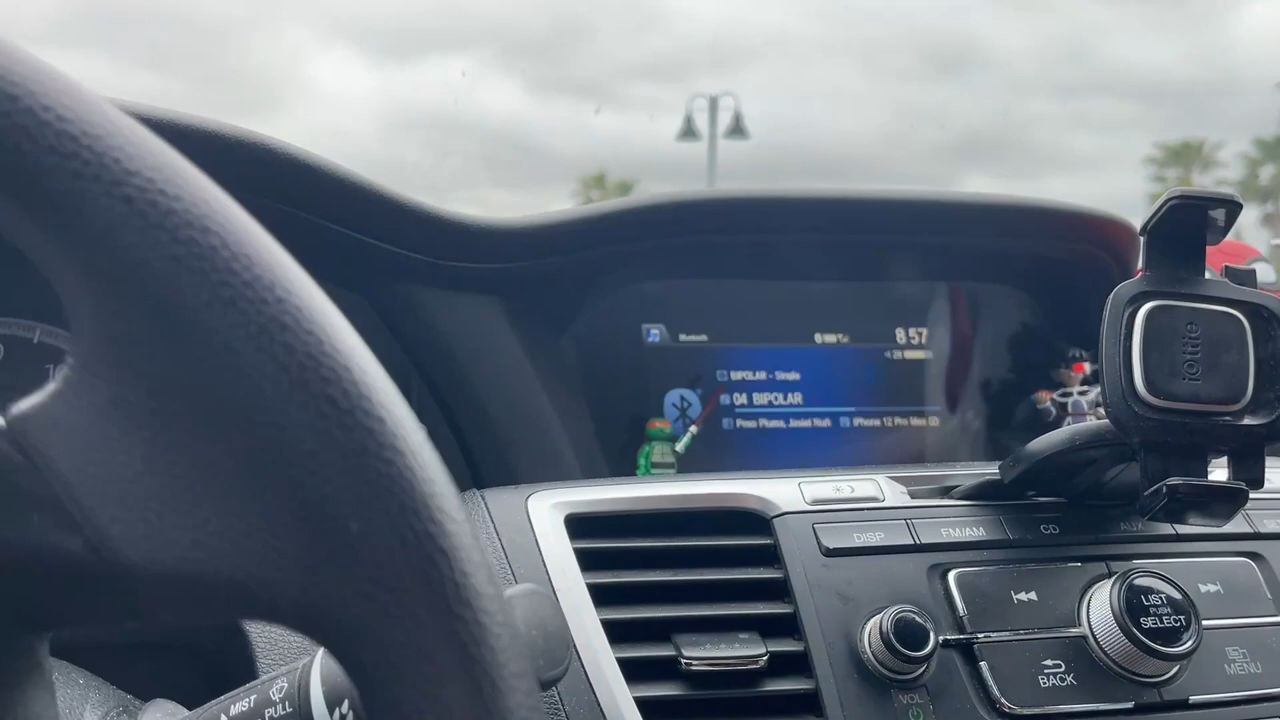 Bluetooth
8:57
BIPOLAR - Single
04 BIPOLAR
Peso Pluma, Jasiel Nuñ
iPhone 12 Pro Max
iOttie
DISP
FM/AM
CD
AUX
LIST
PUSH
SELECT
BACK
MENU
VOL
MIST
PULL